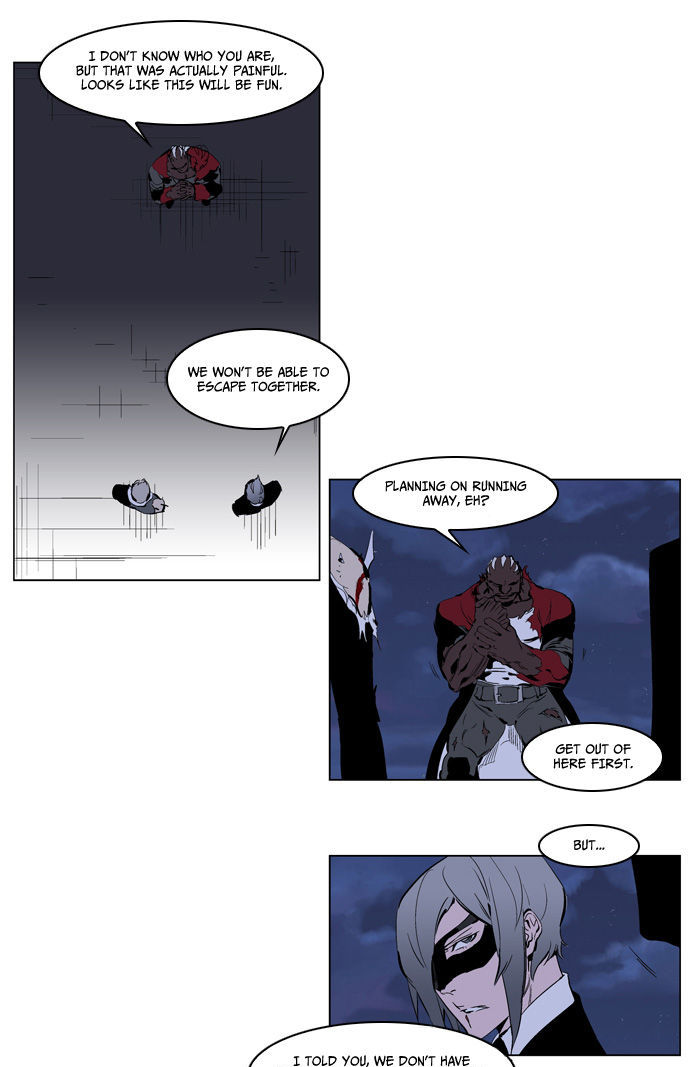 I DON'T KNOW WHO YOU ARE,
BUT THAT WAS ACTUALLY PAINFUL.
LOOKS LIKE THIS WILL BE FUN.
WE WON'T BE ABLE TO
ESCAPE TOGETHER.
PLANNING ON RUNNING
AWAY, EH?
GET OUT OF
HERE FIRST.
BUT...
I TOLD YOU, WE DON'T HAVE